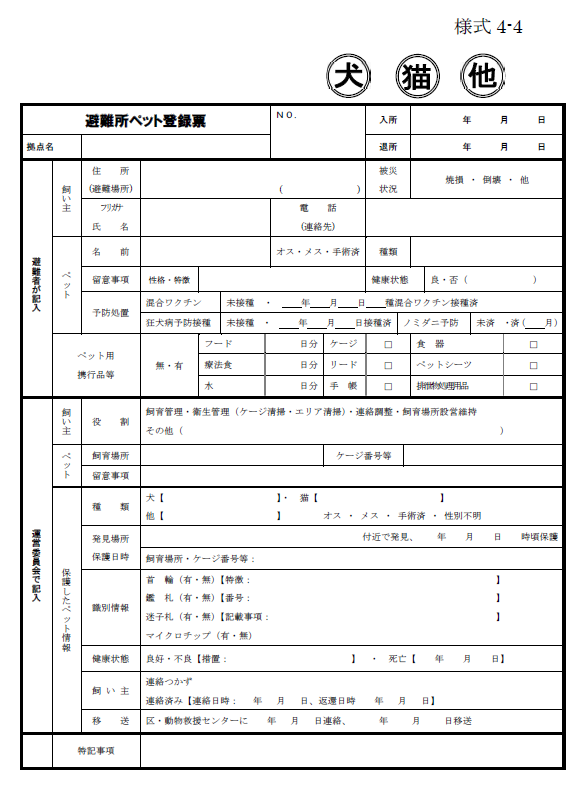 様式 4-4
犬 猫 他
避難所ペット登録票 NO. 入所 年 月 日
拠点名 退所 年 月 日
避難者が記入
飼い主
住 所
(避難場所) ( ) 被災状況 焼損 ・ 倒壊 ・ 他
フリガナ
氏 名 電 話
(連絡先)
ペット
名 前 オス・メス・手術済 種類
留意事項 性格・特徴 健康状態 良・否( )
予防処置 混合ワクチン 未接種 ・ 年 月 日 種混合ワクチン接種済
狂犬病予防接種 未接種 ・ 年 月 日接種済 ノミダニ予防 未済 ・済( 月)
ペット用
携行品等 無・有
フード 日分 ケージ □ 食 器 □
療法食 日分 リード □ ペットシーツ □
水 日分 手 帳 □ 排泄物処理用品 □
運営委員会で記入
飼い主
役 割 飼育管理・衛生管理(ケージ清掃・エリア清掃)・連絡調整・飼育場所設営維持
その他( )
ペット
飼育場所 ケージ番号等
留意事項
保護したペット情報
種 類 犬【 】・ 猫【 】
他【 】 オス ・ メス ・ 手術済 ・ 性別不明
発見場所
保護日時 付近で発見、 年 月 日 時頃保護
飼育場所・ケージ番号等:
識別情報 首 輪(有・無)【特徴: 】
鑑 札(有・無)【番号: 】
迷子札(有・無)【記載事項: 】
マイクロチップ(有・無)
健康状態 良好・不良【措置: 】 ・ 死亡【 年 月 日】
飼 い 主 連絡つかず
連絡済み【連絡日時: 年 月 日、返還日時 年 月 日】
移 送 区・動物救援センターに 年 月 日連絡、 年 月 日移送
特記事項